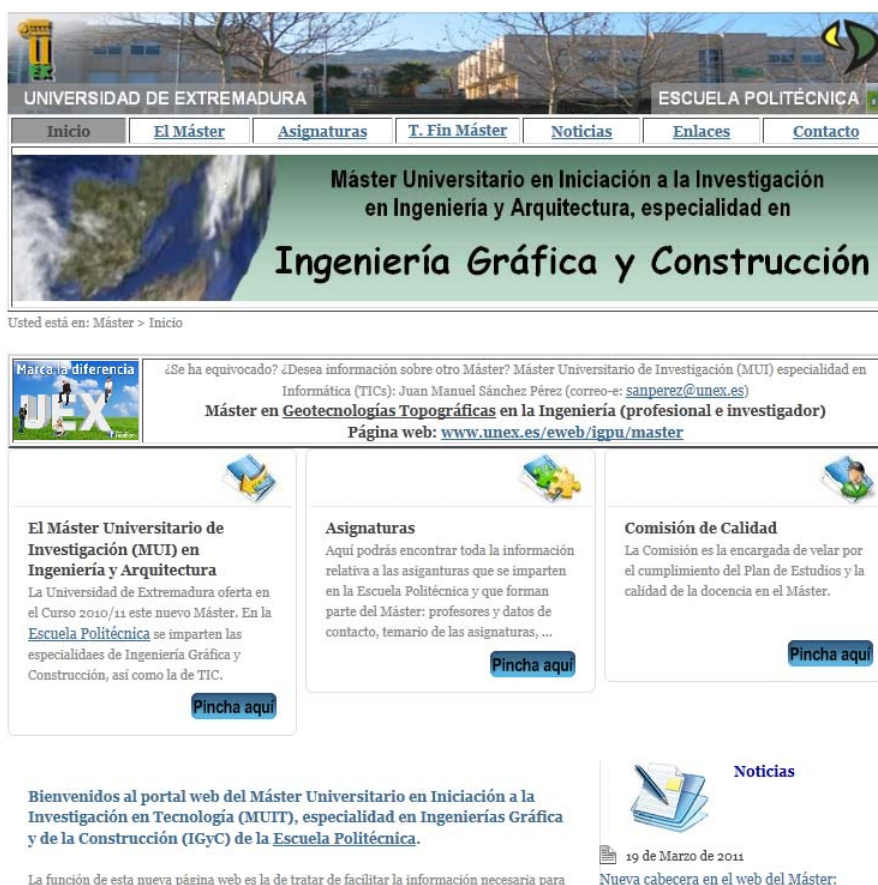 UEX
UNIVERSIDAD DE EXTREMADURA
ESCUELA POLITÉCNICA
Inicio El Máster Asignaturas T. Fin Máster Noticias Enlaces Contacto
Máster Universitario en Iniciación a la Investigación
en Ingeniería y Arquitectura, especialidad en
Ingeniería Gráfica y Construcción
Usted está en: Máster > Inicio
Marca la diferencia
UEX
¿Se ha equivocado? ¿Desea información sobre otro Máster? Máster Universitario de Investigación (MUI) especialidad en
Informática (TICs): Juan Manuel Sánchez Pérez (correo-e: sanperez@unex.es)
Máster en Geotecnologías Topográficas en la Ingeniería (profesional e investigador)
Página web: www.unex.es/eweb/igpu/master
El Máster Universitario de
Investigación (MUI) en
Ingeniería y Arquitectura
La Universidad de Extremadura oferta en
el Curso 2010/11 este nuevo Máster. En la
Escuela Politécnica se imparten las
especialidaes de Ingeniería Gráfica y
Construcción, así como la de TIC.
Pincha aquí
Asignaturas
Aquí podrás encontrar toda la información
relativa a las asiganturas que se imparten
en la Escuela Politécnica y que forman
parte del Máster: profesores y datos de
contacto, temario de las asignaturas, ...
Pincha aquí
Comisión de Calidad
La Comisión es la encargada de velar por
el cumplimiento del Plan de Estudios y la
calidad de la docencia en el Máster.
Pincha aquí
Bienvenidos al portal web del Máster Universitario en Iniciación a la
Investigación en Tecnología (MUIT), especialidad en Ingenierías Gráfica
y de la Construcción (IGyC) de la Escuela Politécnica.
La función de esta nueva página web es la de tratar de facilitar la información necesaria para
Noticias
19 de Marzo de 2011
Nueva cabecera en el web del Máster: